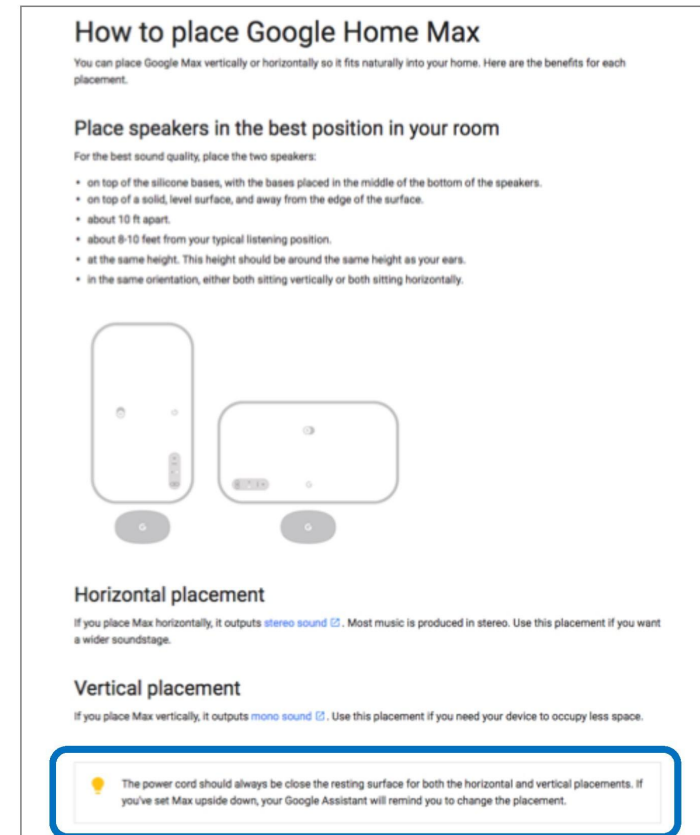 How to place Google Home Max
You can place Google Max vertically or horizontally so it fits naturally into your home. Here are the benefits for each
placement.
Place speakers in the best position in your room
For the best sound quality, place the two speakers:
• on top of the silicone bases, with the bases placed in the middle of the bottom of the speakers.
• on top of a solid, level surface, and away from the edge of the surface.
• about 10 ft apart.
• about 8-10 feet from your typical listening position.
• at the same height. This height should be around the same height as your ears.
• in the same orientation, either both sitting vertically or both sitting horizontally.
G
G
Horizontal placement
If you place Max horizontally, it outputs stereo sound. Most music is produced in stereo. Use this placement if you want
a wider soundstage.
Vertical placement
If you place Max vertically, it outputs mono sound. Use this placement if you need your device to occupy less space.
The power cord should always be close the resting surface for both the horizontal and vertical placements. If
you've set Max upside down, your Google Assistant will remind you to change the placement.